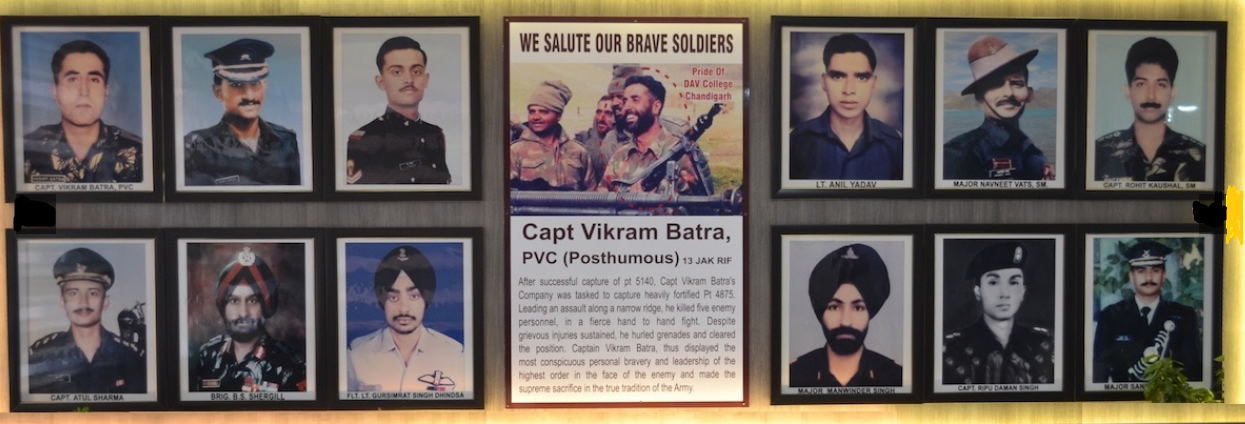 CAPT. VIKRAM BATRA, PVC
WE SALUTE OUR BRAVE SOLDIERS
Pride Of
DAV College
Chandigarh
LT. ANIL YADAV
MAJOR NAVNEET VATS, SM.
CAPT. ROHIT KAUSHAL, SM
Capt Vikram Batra,
PVC (Posthumous) 13 JAK RIF
After successful capture of pt 5140, Capt Vikram Batra's
Company was tasked to capture heavily fortified Pt 4875.
Leading an assault along a narrow ridge, he killed five enemy
personnel, in a fierce hand to hand fight. Despite
grievous injuries sustained, he hurled grenades and cleared
the position. Captain Vikram Batra, thus displayed the
most conspicuous personal bravery and leadership of the
highest order in the face of the enemy and made the
supreme sacrifice in the true tradition of the Army.
CAPT. ATUL SHARMA
BRIG. B.S. SHERGILL
FLT. LT. GURSIMRAT SINGH DHINDSA
MAJOR MANWINDER SINGH
CAPT. RIPU DAMAN SINGH
MAJOR